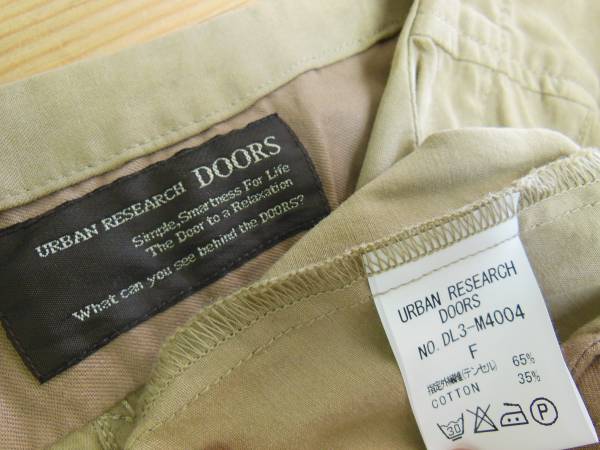 URBAN RESEARCH DOORS
Simple, Smartness For Life
The Door to a Relaxation
What can you see behind the DOORS?
URBAN RESEARCH
DOORS
NO. DL3-M4004
F
指定外繊維(テンセル) 65%
COTTON 35%
30
P